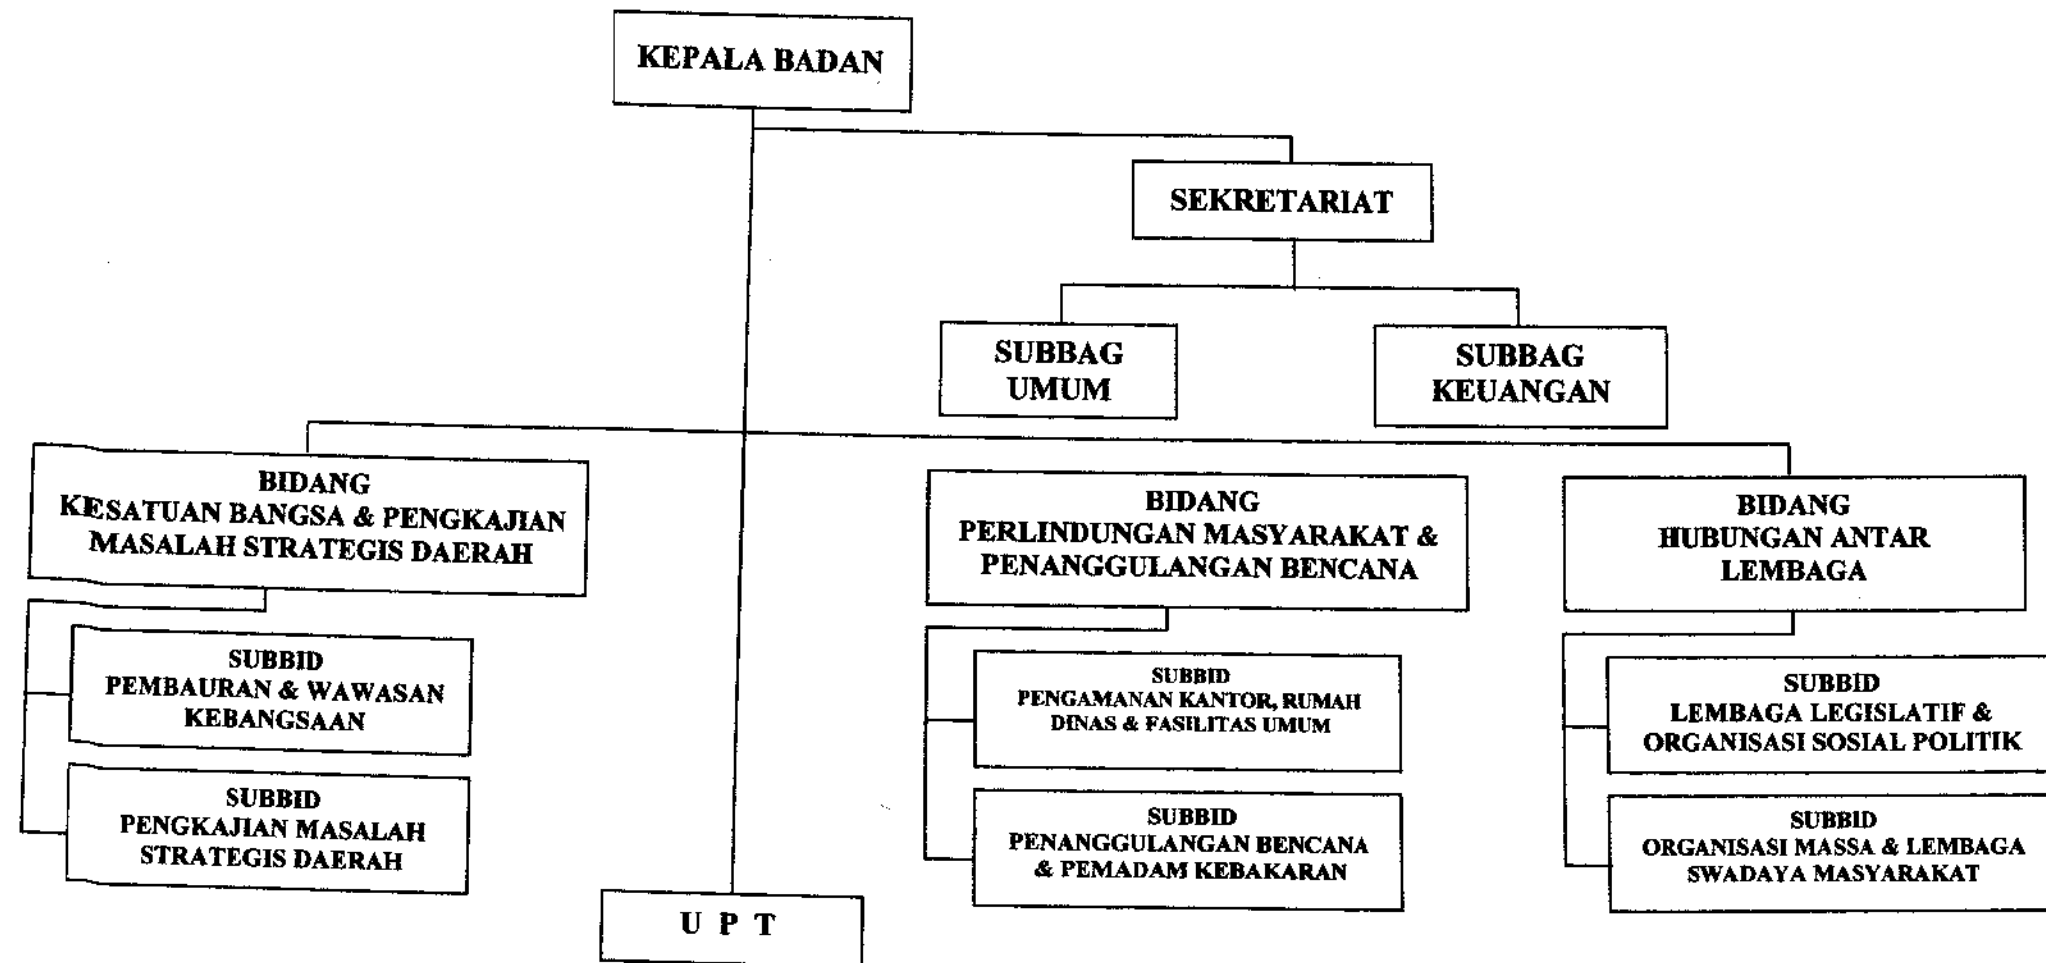 KEPALA BADAN
SEKRETARIAT
SUBBAG
UMUM
SUBBAG
KEUANGAN
BIDANG
KESATUAN BANGSA & PENGKAJIAN
MASALAH STRATEGIS DAERAH
SUBBID
PEMBAURAN & WAWASAN
KEBANGSAAN
SUBBID
PENGKAJIAN MASALAH
STRATEGIS DAERAH
BIDANG
PERLINDUNGAN MASYARAKAT &
PENANGGULANGAN BENCANA
SUBBID
PENGAMANAN KANTOR, RUMAH
DINAS & FASILITAS UMUM
SUBBID
PENANGGULANGAN BENCANA
& PEMADAM KEBAKARAN
BIDANG
HUBUNGAN ANTAR
LEMBAGA
SUBBID
LEMBAGA LEGISLATIF &
ORGANISASI SOSIAL POLITIK
SUBBID
ORGANISASI MASSA & LEMBAGA
SWADAYA MASYARAKAT
U P T